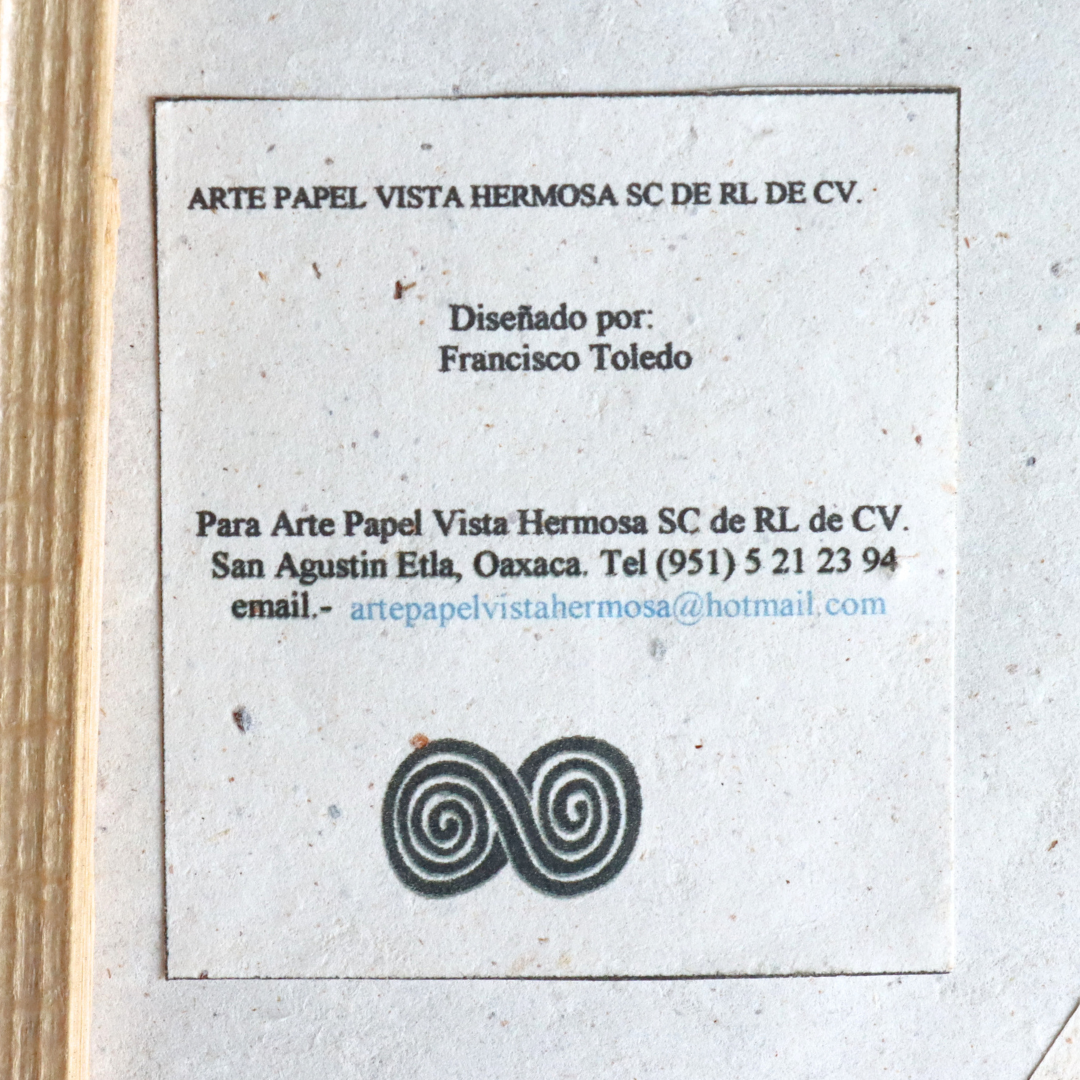 ARTE PAPEL VISTA HERMOSA SC DE RL DE CV.
Diseñado por:
Francisco Toledo
Para Arte Papel Vista Hermosa SC de RL de CV.
San Agustin Etla, Oaxaca. Tel (951) 5 21 23 94
email.- artepapelvistahermosa@hotmail.com